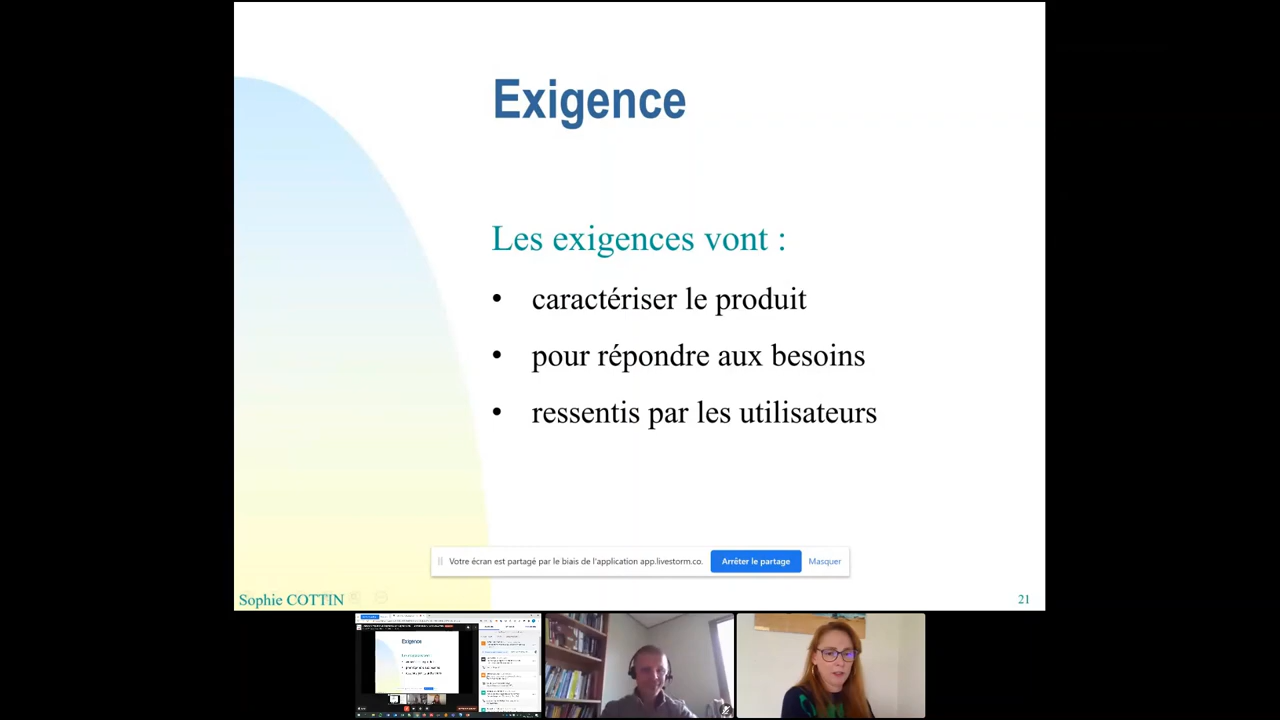 Exigence
Les exigences vont :
• caractériser le produit
• pour répondre aux besoins
• ressentis par les utilisateurs
Votre écran est partagé par le biais de l'application app.livestorm.co.
Arrêter le partage
Masquer
Sophie COTTIN
21
Exigence